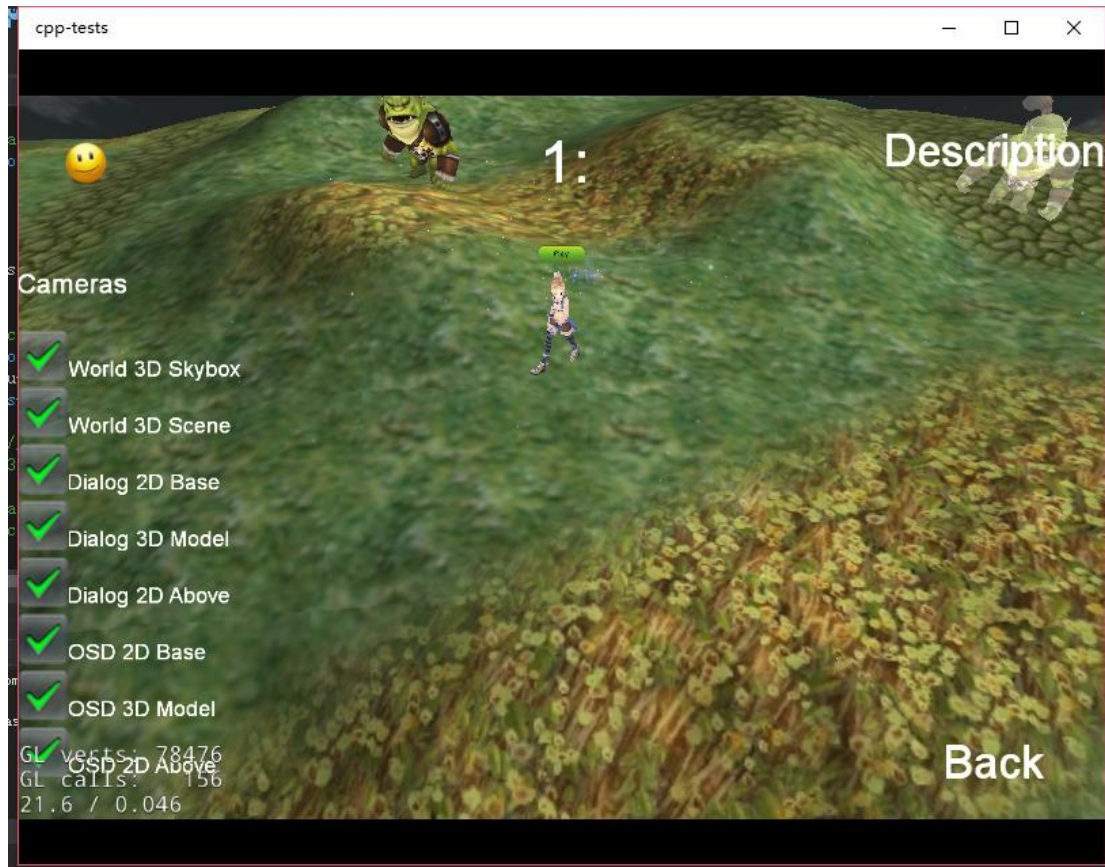 cpp-tests
1:
Description
Play
Cameras
World 3D Skybox
World 3D Scene
Dialog 2D Base
Dialog 3D Model
Dialog 2D Above
OSD 2D Base
OSD 3D Model
OSD 2D Above
GL verts: 78476
GL calls: 156
21.6 / 0.046
Back